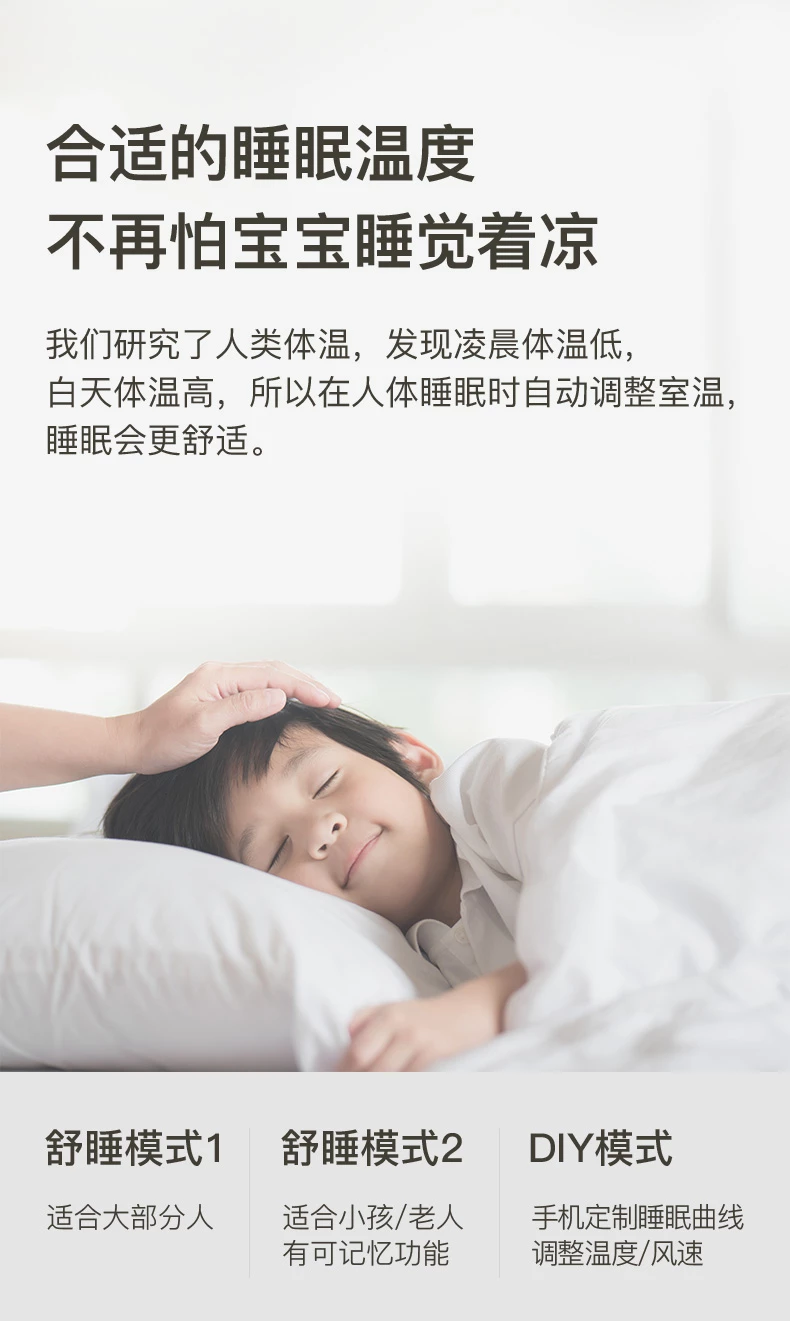 合适的睡眠温度
不再怕宝宝睡觉着凉
我们研究了人类体温，发现凌晨体温低，
白天体温高，所以在人体睡眠时自动调整室温，
睡眠会更舒适。
舒睡模式1
适合大部分人
舒睡模式2
适合小孩/老人
有可记忆功能
DIY模式
手机定制睡眠曲线
调整温度/风速